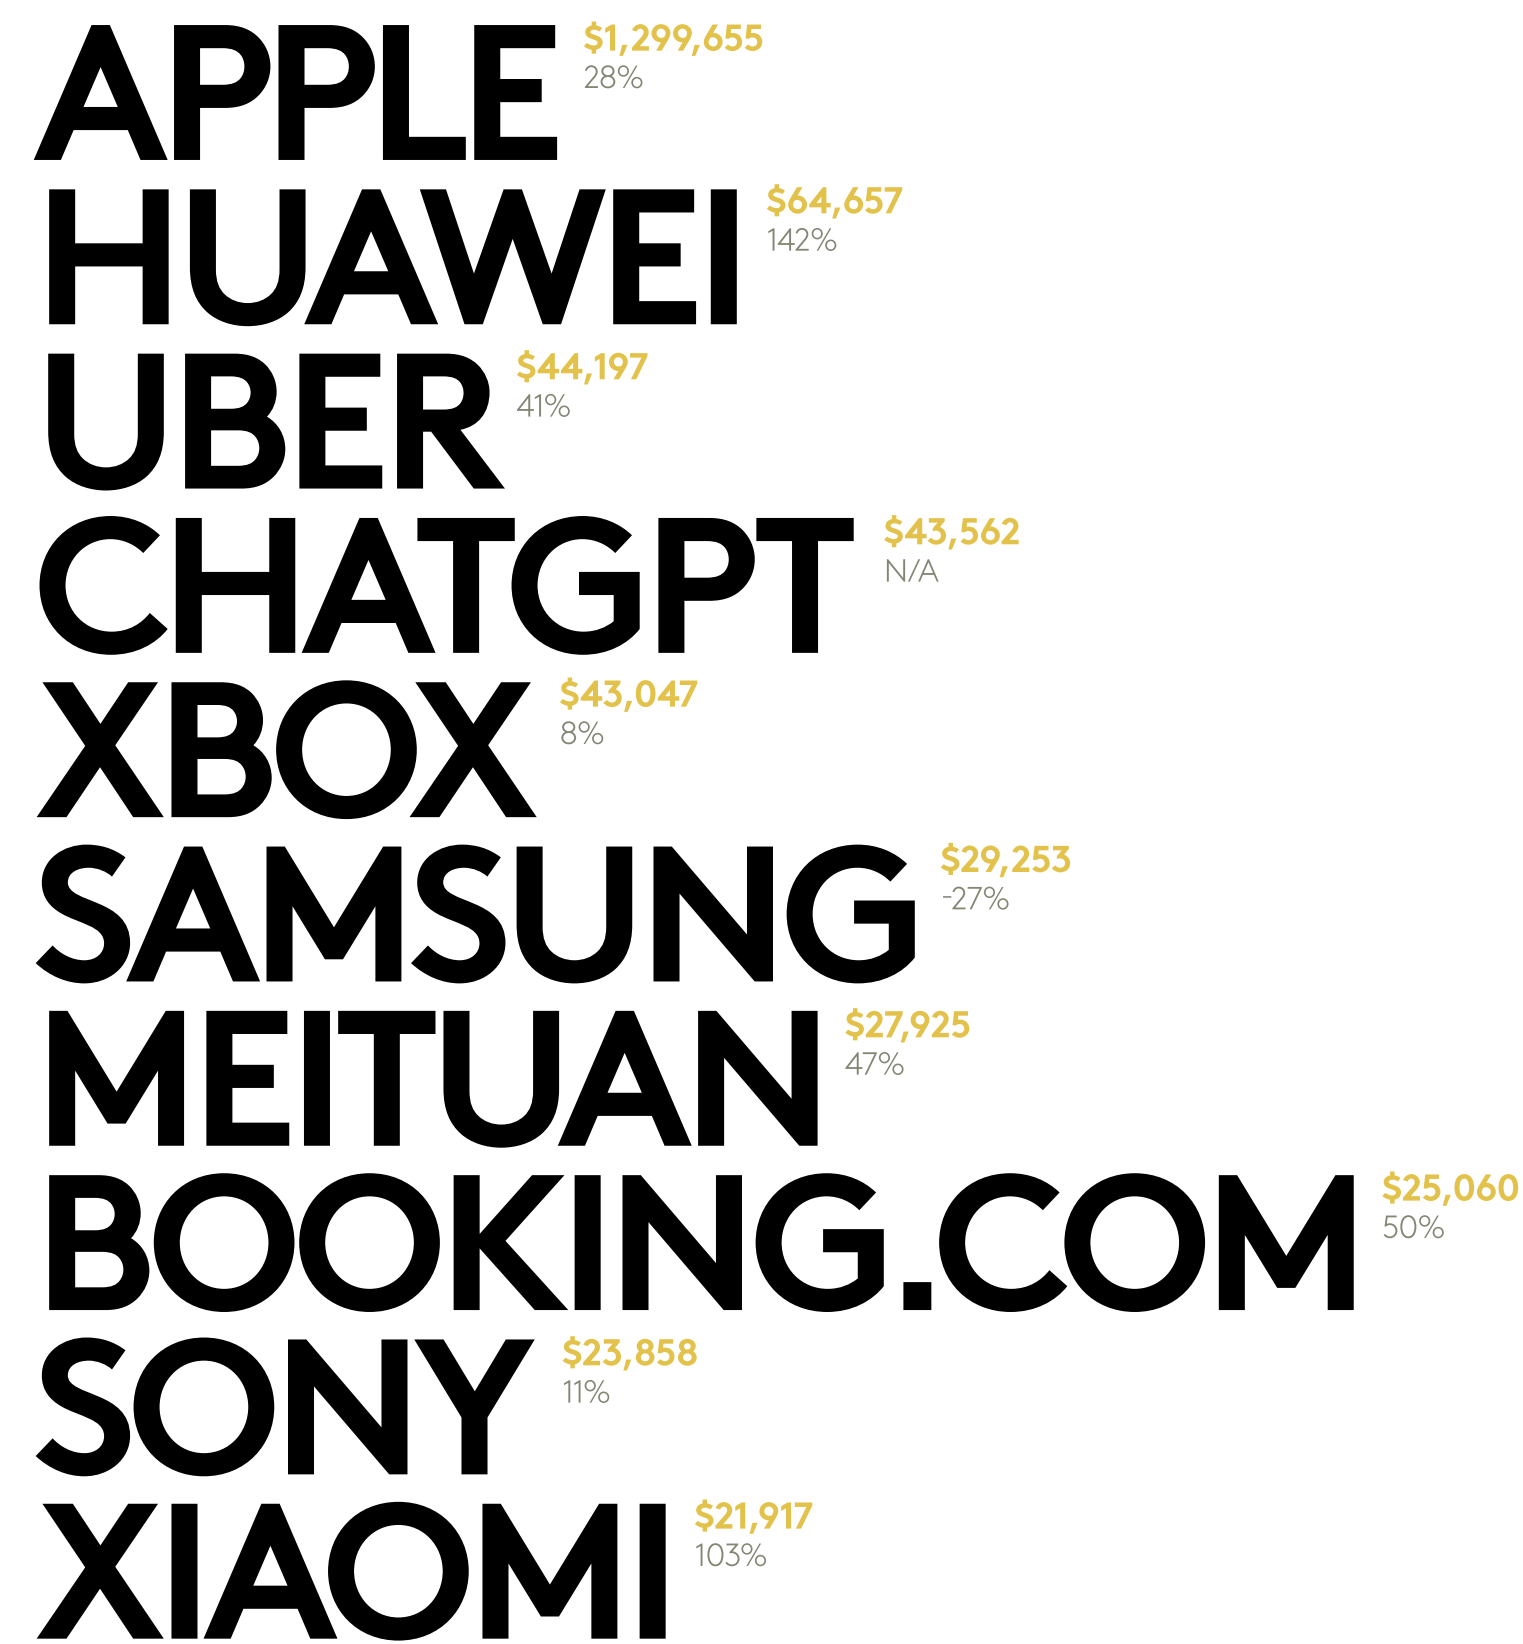 APPLE
$1,299,655
28%
HUAWEI
$64,657
142%
UBER
$44,197
41%
CHATGPT
$43,562
N/A
XBOX
$43,047
8%
SAMSUNG
$29,253
-27%
MEITUAN
$27,925
47%
BOOKING.COM
$25,060
50%
SONY
$23,858
11%
XIAOMI
$21,917
103%